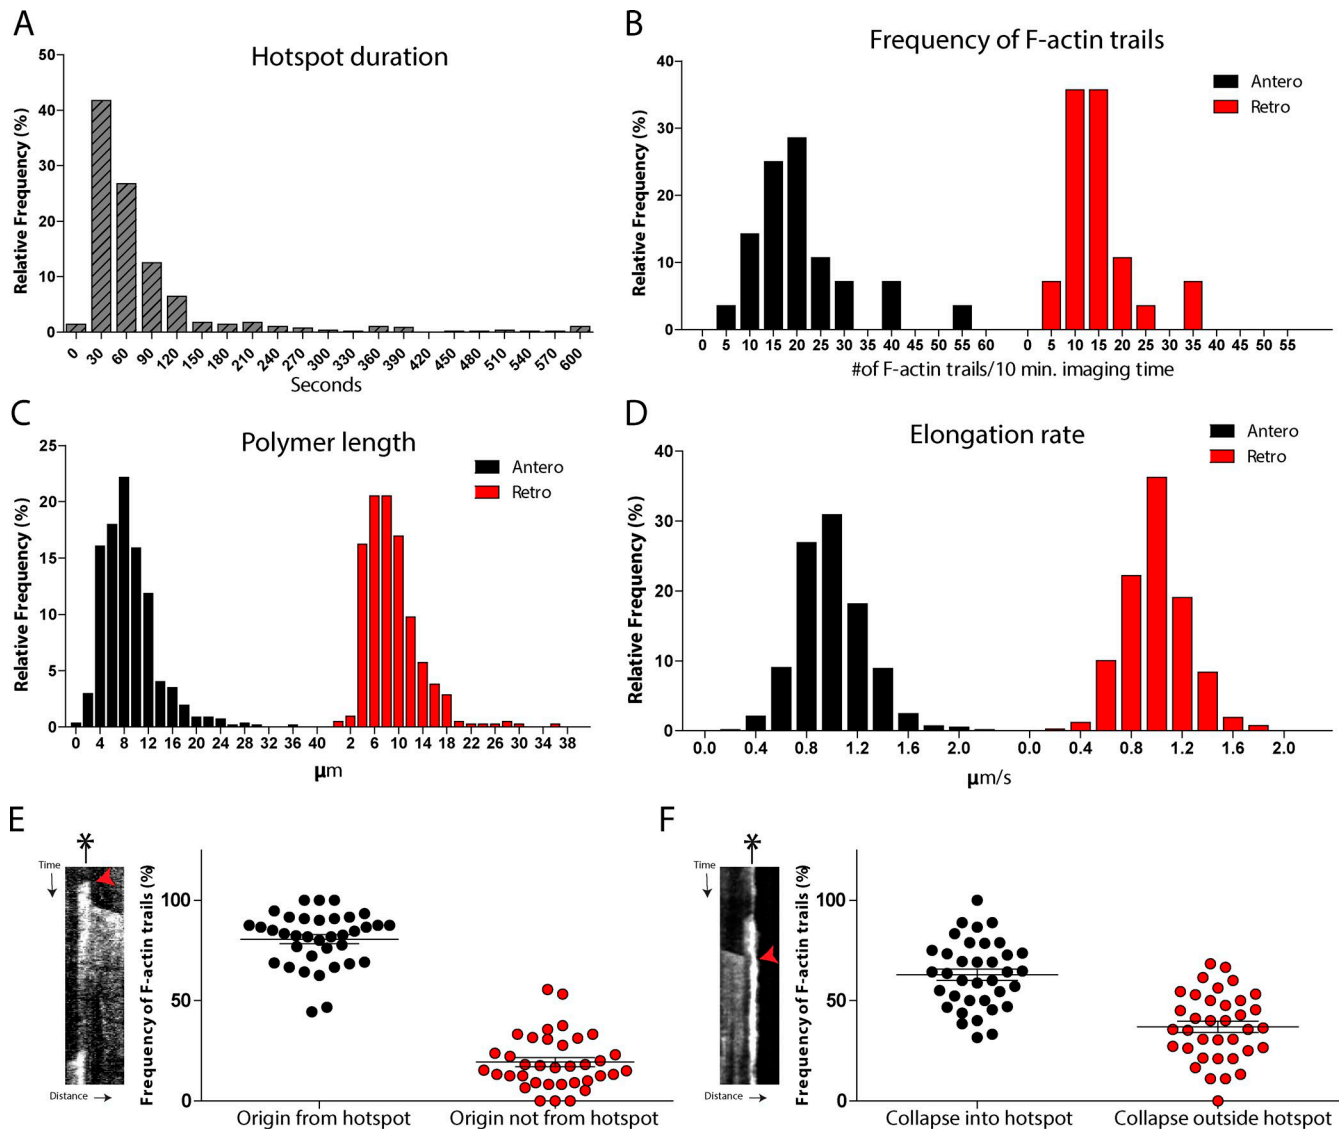 A
Hotspot duration
Relative Frequency (%)
50
40
30
20
10
0
0 30 60 90 120 150 180 210 240 270 300 330 360 390 420 450 480 510 540 570 600
Seconds
B
Frequency of F-actin trails
Antero
Retro
Relative Frequency (%)
40
30
20
10
0
0 5 10 15 20 25 30 35 40 45 50 55 60 0 5 10 15 20 25 30 35 40 45 50 55
#of F-actin trails/10 min. imaging time
C
Polymer length
Antero
Retro
Relative Frequency (%)
25
20
15
10
5
0
0 4 8 12 16 20 24 28 32 36 40 2 6 10 14 18 22 26 30 34 38
μm
D
Elongation rate
Antero
Retro
Relative Frequency (%)
40
30
20
10
0
0.0 0.4 0.8 1.2 1.6 2.0 0.0 0.4 0.8 1.2 1.6 2.0
μm/s
E
*
Time
Distance
Frequency of F-actin trails (%)
100
50
0
Origin from hotspot Origin not from hotspot
F
*
Time
Distance
Frequency of F-actin trails (%)
100
50
0
Collapse into hotspot Collapse outside hotspot